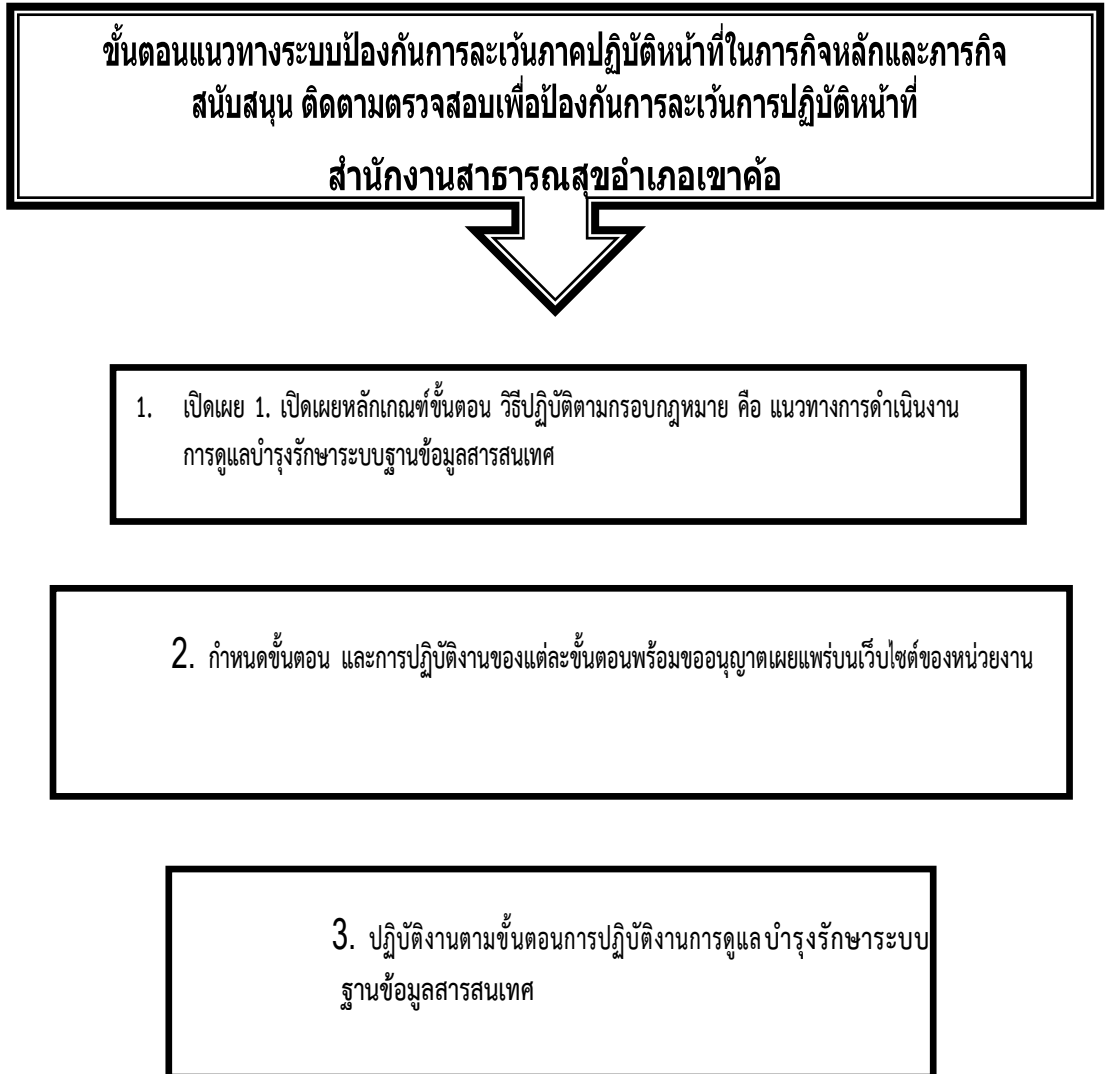 ขั้นตอนแนวทางระบบป้องกันการละเว้นภาคปฏิบัติหน้าที่ในภารกิจหลักและภารกิจ
สนับสนุน ติดตามตรวจสอบเพื่อป้องกันการละเว้นการปฏิบัติหน้าที่
สำนักงานสาธารณสุขอำเภอเขาค้อ
1. เปิดเผย 1. เปิดเผยหลักเกณฑ์ขั้นตอน วิธีปฏิบัติตามกรอบกฎหมาย คือ แนวทางการดำเนินงาน
การดูแลบำรุงรักษาระบบฐานข้อมูลสารสนเทศ
2. กำหนดขั้นตอน และการปฏิบัติงานของแต่ละขั้นตอนพร้อมขออนุญาตเผยแพร่บนเว็บไซต์ของหน่วยงาน
3. ปฏิบัติงานตามขั้นตอนการปฏิบัติงานการดูแลบำรุงรักษาระบบ
ฐานข้อมูลสารสนเทศ